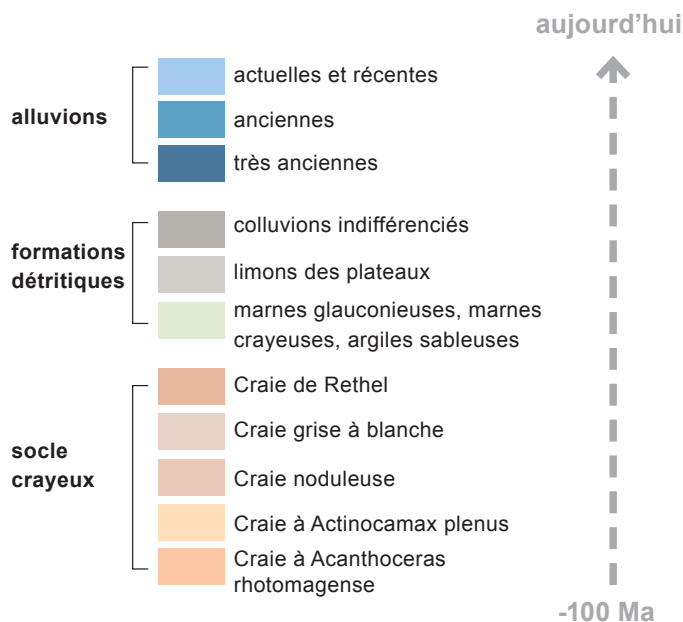 aujourd'hui
alluvions
actuelles et récentes
anciennes
très anciennes
formations
détritiques
colluvions indifférenciés
limons des plateaux
marnes glauconieuses, marnes
crayeuses, argiles sableuses
socle
crayeux
Craie de Rethel
Craie grise à blanche
Craie noduleuse
Craie à Actinocamax plenus
Craie à Acanthoceras
rhotomagense
-100 Ma